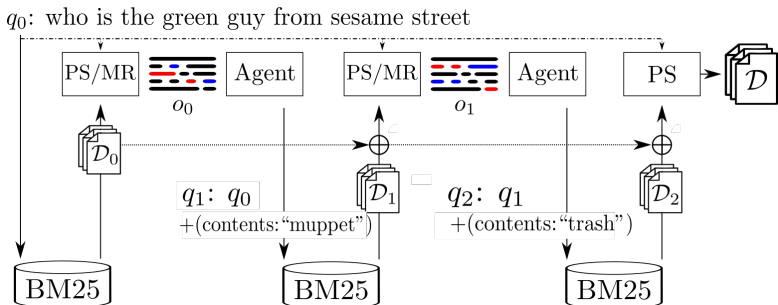 q₀: who is the green guy from sesame street
PS/MR
Agent
PS/MR
Agent
PS
𝒟
o₀
o₁
𝒟₀
⊕
⊕
q₁: q₀
+(contents:“muppet”)
𝒟₁
q₂: q₁
+(contents:“trash”)
𝒟₂
BM25
BM25
BM25